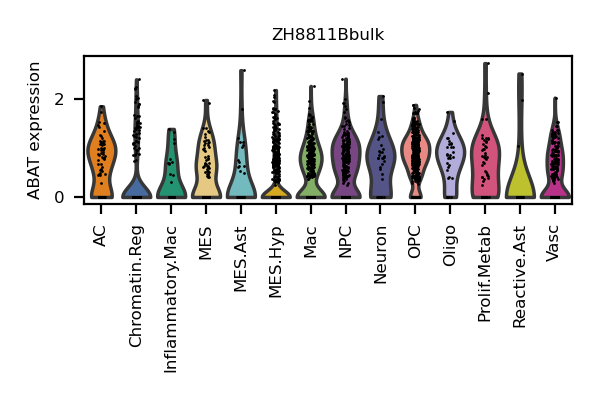 ZH8811Bbulk
ABAT expression
2
0
AC
Chromatin.Reg
Inflammatory.Mac
MES
MES.Ast
MES.Hyp
Mac
NPC
Neuron
OPC
Oligo
Prolif.Metab
Reactive.Ast
Vasc